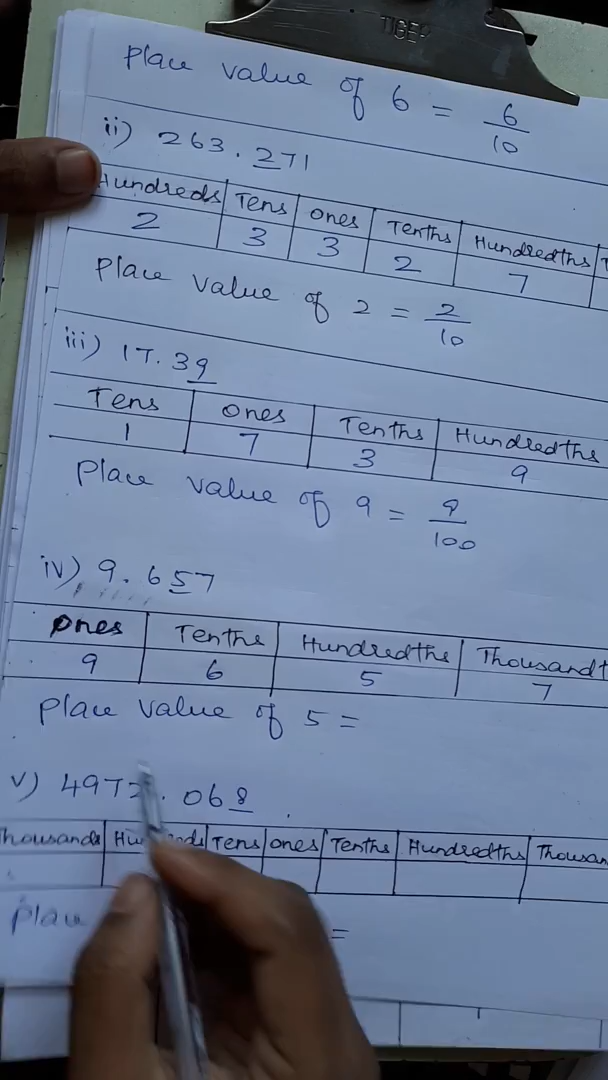 TIGER
Place value of 6 = 6/10
ii) 263.271
Hundreds Tens Ones Tenths Hundredths T
2 3 3 2 7
Place value of 2 = 2/10
iii) 17.39
Tens Ones Tenths Hundredths
1 7 3 9
Place value of 9 = 9/100
iv) 9.657
Ones Tenths Hundredths Thousandt
9 6 5 7
Place value of 5 =
v) 4972.068
Thousands Hundreds Tens Ones Tenths Hundredths Thousan
Place =